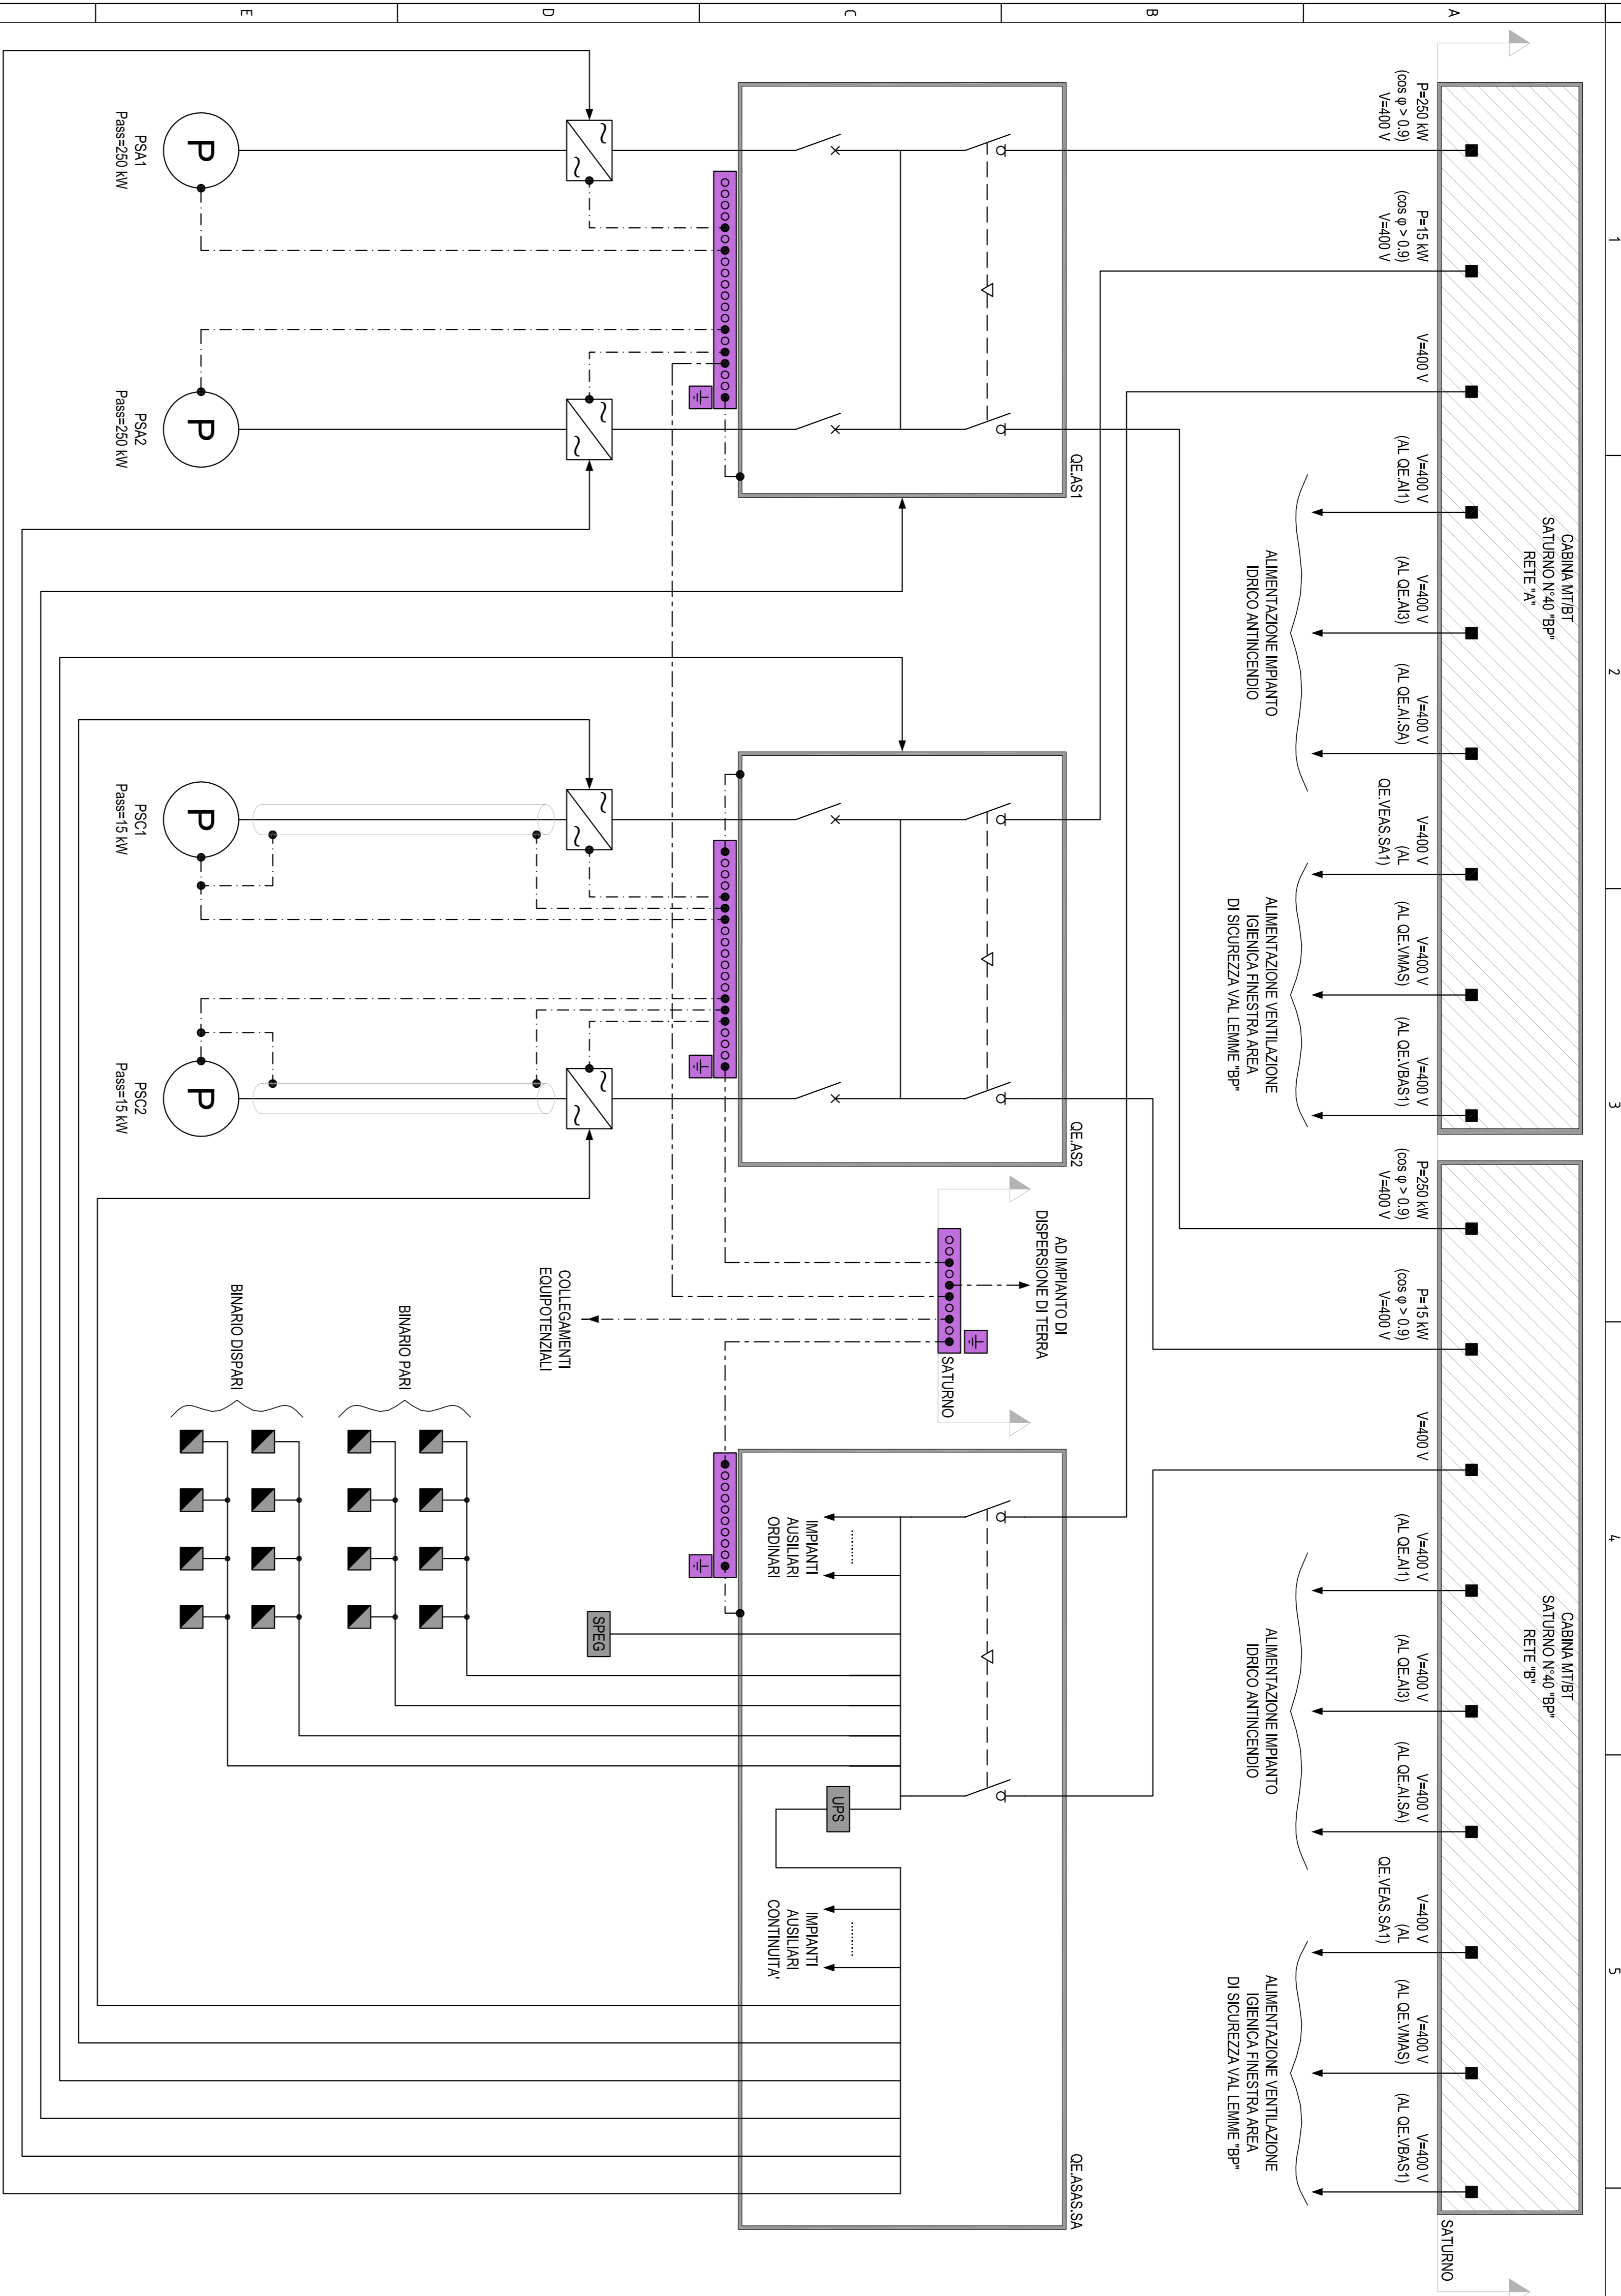 1
2
3
4
5
A
B
C
D
E
CABINA MT/BT
SATURNO N°40 "BP"
RETE "A"
P=250 kW
(cos φ > 0.9)
V=400 V
P=15 kW
(cos φ > 0.9)
V=400 V
V=400 V
V=400 V
(AL QE.AI1)
V=400 V
(AL QE.AI3)
V=400 V
(AL QE.AI.SA)
V=400 V
(AL
QE.VEAS.SA1)
V=400 V
(AL QE.VMAS)
V=400 V
(AL QE.VBAS1)
ALIMENTAZIONE IMPIANTO
IDRICO ANTINCENDIO
ALIMENTAZIONE VENTILAZIONE
IGIENICA FINESTRA AREA
DI SICUREZZA VAL LEMME "BP"
CABINA MT/BT
SATURNO N°40 "BP"
RETE "B"
P=250 kW
(cos φ > 0.9)
V=400 V
P=15 kW
(cos φ > 0.9)
V=400 V
V=400 V
V=400 V
(AL QE.AI1)
V=400 V
(AL QE.AI3)
V=400 V
(AL QE.AI.SA)
V=400 V
(AL
QE.VEAS.SA1)
V=400 V
(AL QE.VMAS)
V=400 V
(AL QE.VBAS1)
SATURNO
ALIMENTAZIONE IMPIANTO
IDRICO ANTINCENDIO
ALIMENTAZIONE VENTILAZIONE
IGIENICA FINESTRA AREA
DI SICUREZZA VAL LEMME "BP"
QE.AS1
QE.AS2
QE.ASAS.SA
AD IMPIANTO DI
DISPERSIONE DI TERRA
SATURNO
COLLEGAMENTI
EQUIPOTENZIALI
..........
IMPIANTI
AUSILIARI
ORDINARI
UPS
..........
IMPIANTI
AUSILIARI
CONTINUITA'
SPEG
BINARIO PARI
BINARIO DISPARI
P
PSA1
Pass=250 kW
P
PSA2
Pass=250 kW
P
PSC1
Pass=15 kW
P
PSC2
Pass=15 kW